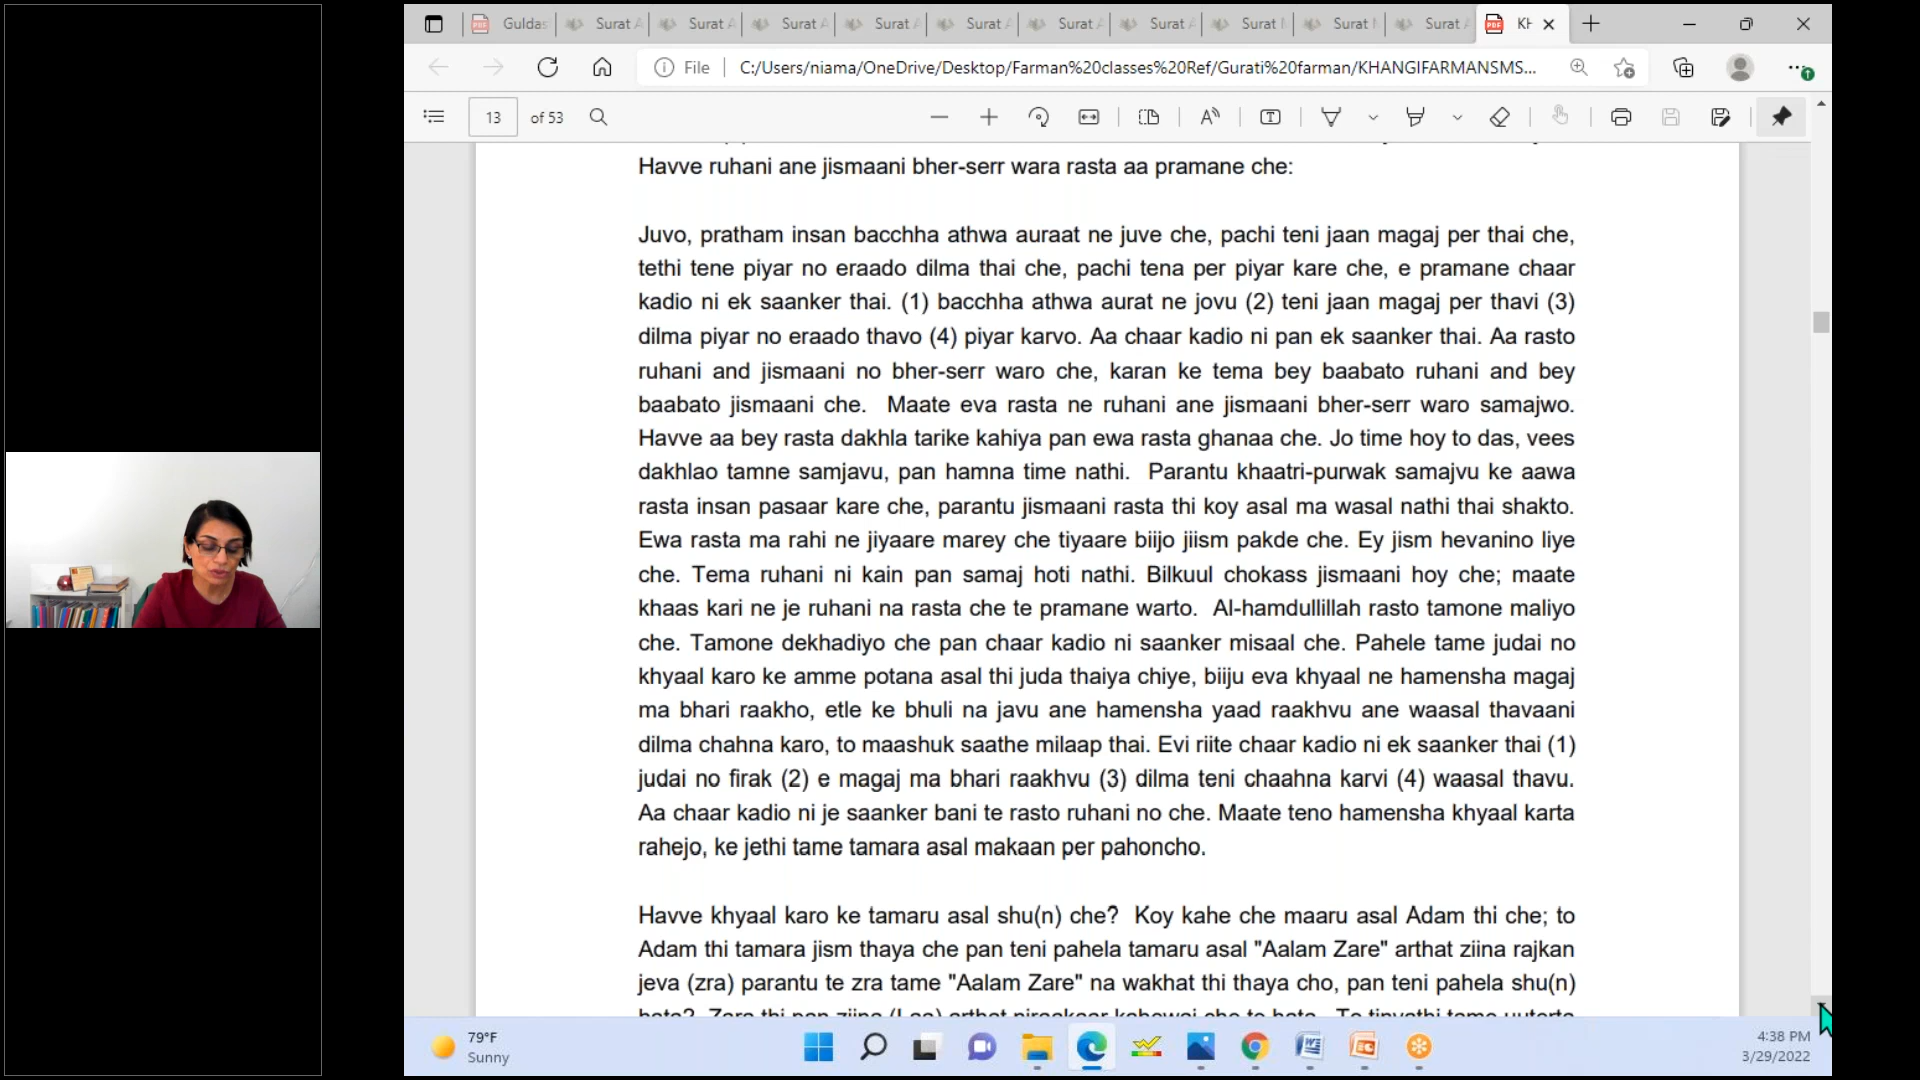 Guldas
Surat A
Surat A
Surat A
Surat A
Surat A
Surat A
Surat A
Surat
Surat
Surat A
KH
File
C:/Users/niama/OneDrive/Desktop/Farman%20classes%20Ref/Gurati%20farman/KHANGIFARMANSMS...
13 of 53
Havve ruhani ane jismaani bher-serr wara rasta aa pramane che:
Juvo, pratham insan bacchha athwa auraat ne juve che, pachi teni jaan magaj per thai che,
tethi tene piyar no eraado dilma thai che, pachi tena per piyar kare che, e pramane chaar
kadio ni ek saanker thai. (1) bacchha athwa aurat ne jovu (2) teni jaan magaj per thavi (3)
dilma piyar no eraado thavo (4) piyar karvo. Aa chaar kadio ni pan ek saanker thai. Aa rasto
ruhani and jismaani no bher-serr waro che, karan ke tema bey baabato ruhani and bey
baabato jismaani che. Maate eva rasta ne ruhani ane jismaani bher-serr waro samajwo.
Havve aa bey rasta dakhla tarike kahiya pan ewa rasta ghanaa che. Jo time hoy to das, vees
dakhlao tamne samjavu, pan hamna time nathi. Parantu khaatri-purwak samajvu ke aawa
rasta insan pasaar kare che, parantu jismaani rasta thi koy asal ma wasal nathi thai shakto.
Ewa rasta ma rahi ne jiyaare marey che tiyaare biijo jiism pakde che. Ey jism hevanino liye
che. Tema ruhani ni kain pan samaj hoti nathi. Bilkuul chokass jismaani hoy che; maate
khaas kari ne je ruhani na rasta che te pramane warto. Al-hamdullillah rasto tamone maliyo
che. Tamone dekhadiyo che pan chaar kadio ni saanker misaal che. Pahele tame judai no
khyaal karo ke amme potana asal thi juda thaiya chiye, biiju eva khyaal ne hamensha magaj
ma bhari raakho, etle ke bhuli na javu ane hamensha yaad raakhvu ane waasal thavaani
dilma chahna karo, to maashuk saathe milaap thai. Evi riite chaar kadio ni ek saanker thai (1)
judai no firak (2) e magaj ma bhari raakhvu (3) dilma teni chaahna karvi (4) waasal thavu.
Aa chaar kadio ni je saanker bani te rasto ruhani no che. Maate teno hamensha khyaal karta
rahejo, ke jethi tame tamara asal makaan per pahoncho.
Havve khyaal karo ke tamaru asal shu(n) che? Koy kahe che maaru asal Adam thi che; to
Adam thi tamara jism thaya che pan teni pahela tamaru asal "Aalam Zare" arthat ziina rajkan
jeva (zra) parantu te zra tame "Aalam Zare" na wakhat thi thaya cho, pan teni pahela shu(n)
hata? Zara thi pan ziina (Laa) arthat niraakaar kahewai che te hata. Te tinyathi tame uutarta
79°F
Sunny
4:38 PM
3/29/2022